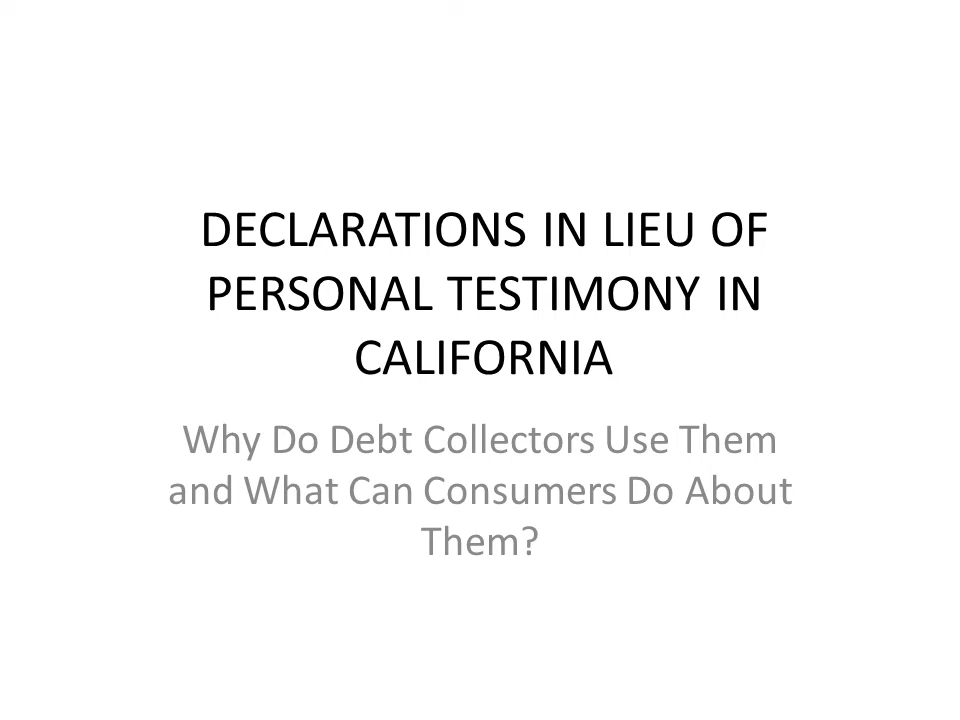 DECLARATIONS IN LIEU OF
PERSONAL TESTIMONY IN
CALIFORNIA
Why Do Debt Collectors Use Them
and What Can Consumers Do About
Them?